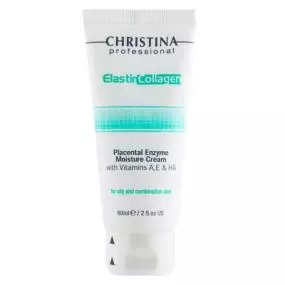 CHRISTINA
professional
ElastinCollagen
Placental Enzyme
Moisture Cream
with Vitamins A,E & HA
for oily and combination skin
60ml / 2 fl.oz US